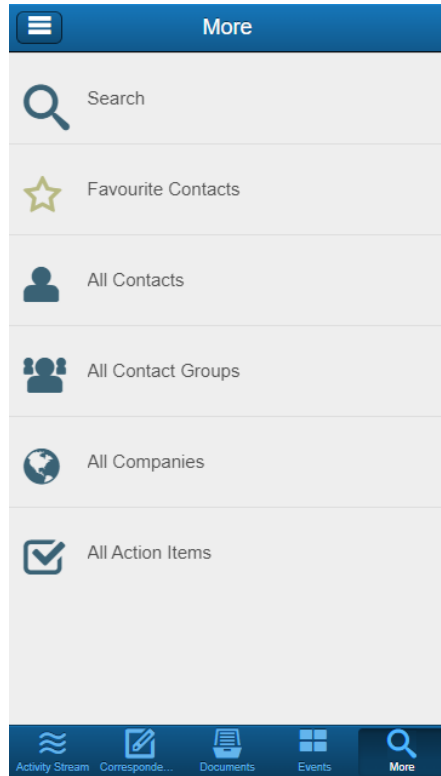 More
Search
Favourite Contacts
All Contacts
All Contact Groups
All Companies
All Action Items
Activity Stream Corresponde... Documents Events More